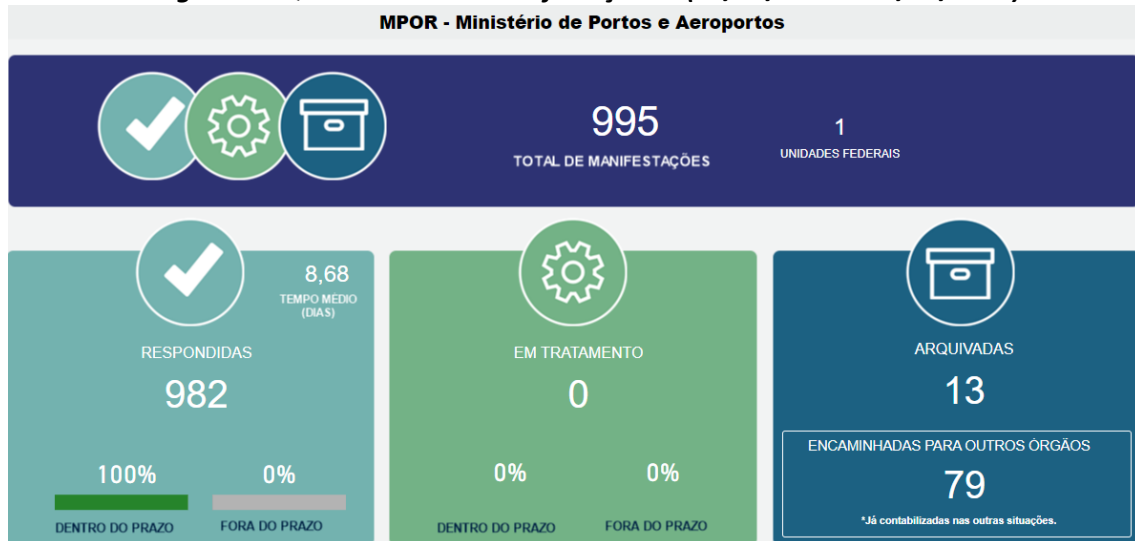 MPOR - Ministério de Portos e Aeroportos
995
TOTAL DE MANIFESTAÇÕES
1
UNIDADES FEDERAIS
8,68
TEMPO MÉDIO
(DIAS)
RESPONDIDAS
982
100%
0%
DENTRO DO PRAZO
FORA DO PRAZO
EM TRATAMENTO
0
0%
0%
DENTRO DO PRAZO
FORA DO PRAZO
ARQUIVADAS
13
ENCAMINHADAS PARA OUTROS ÓRGÃOS
79
*Já contabilizadas nas outras situações.